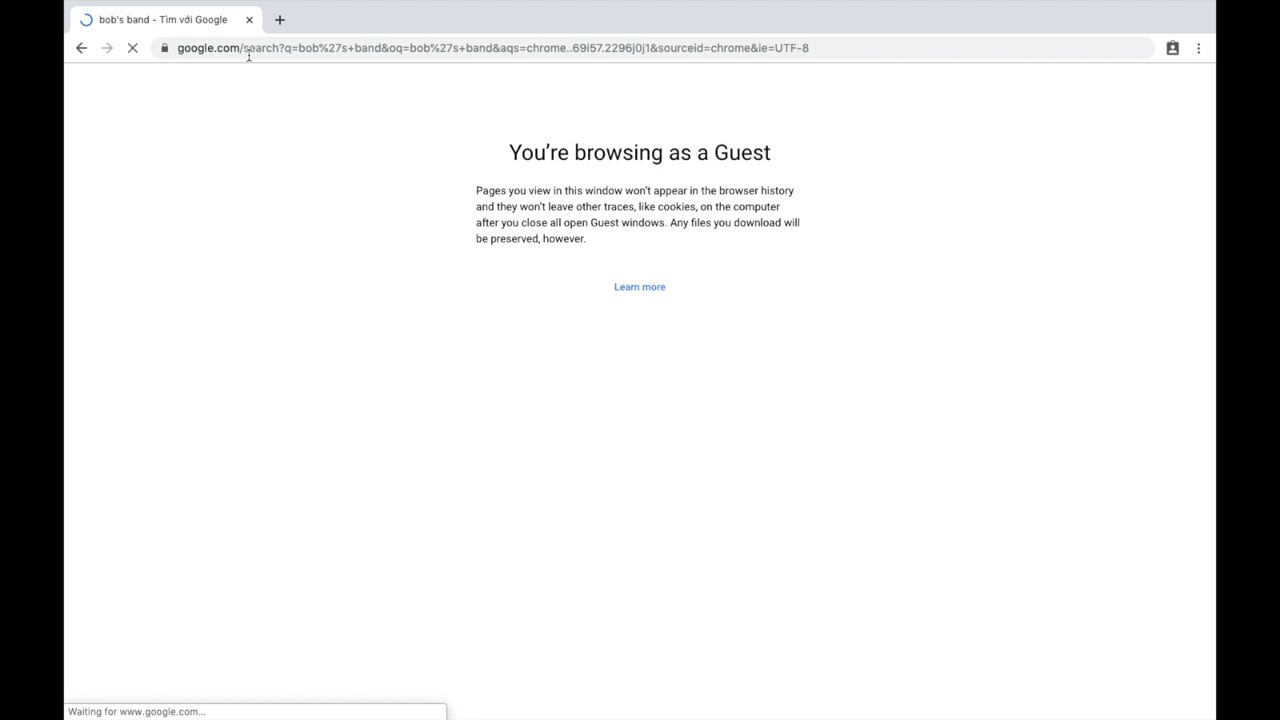 bob's band - Tìm với Google
google.com/search?q=bob%27s+band&oq=bob%27s+band&aqs=chrome..69i57.2296j0j1&sourceid=chrome&ie=UTF-8
You're browsing as a Guest
Pages you view in this window won't appear in the browser history
and they won't leave other traces, like cookies, on the computer
after you close all open Guest windows. Any files you download will
be preserved, however.
Learn more
Waiting for www.google.com...